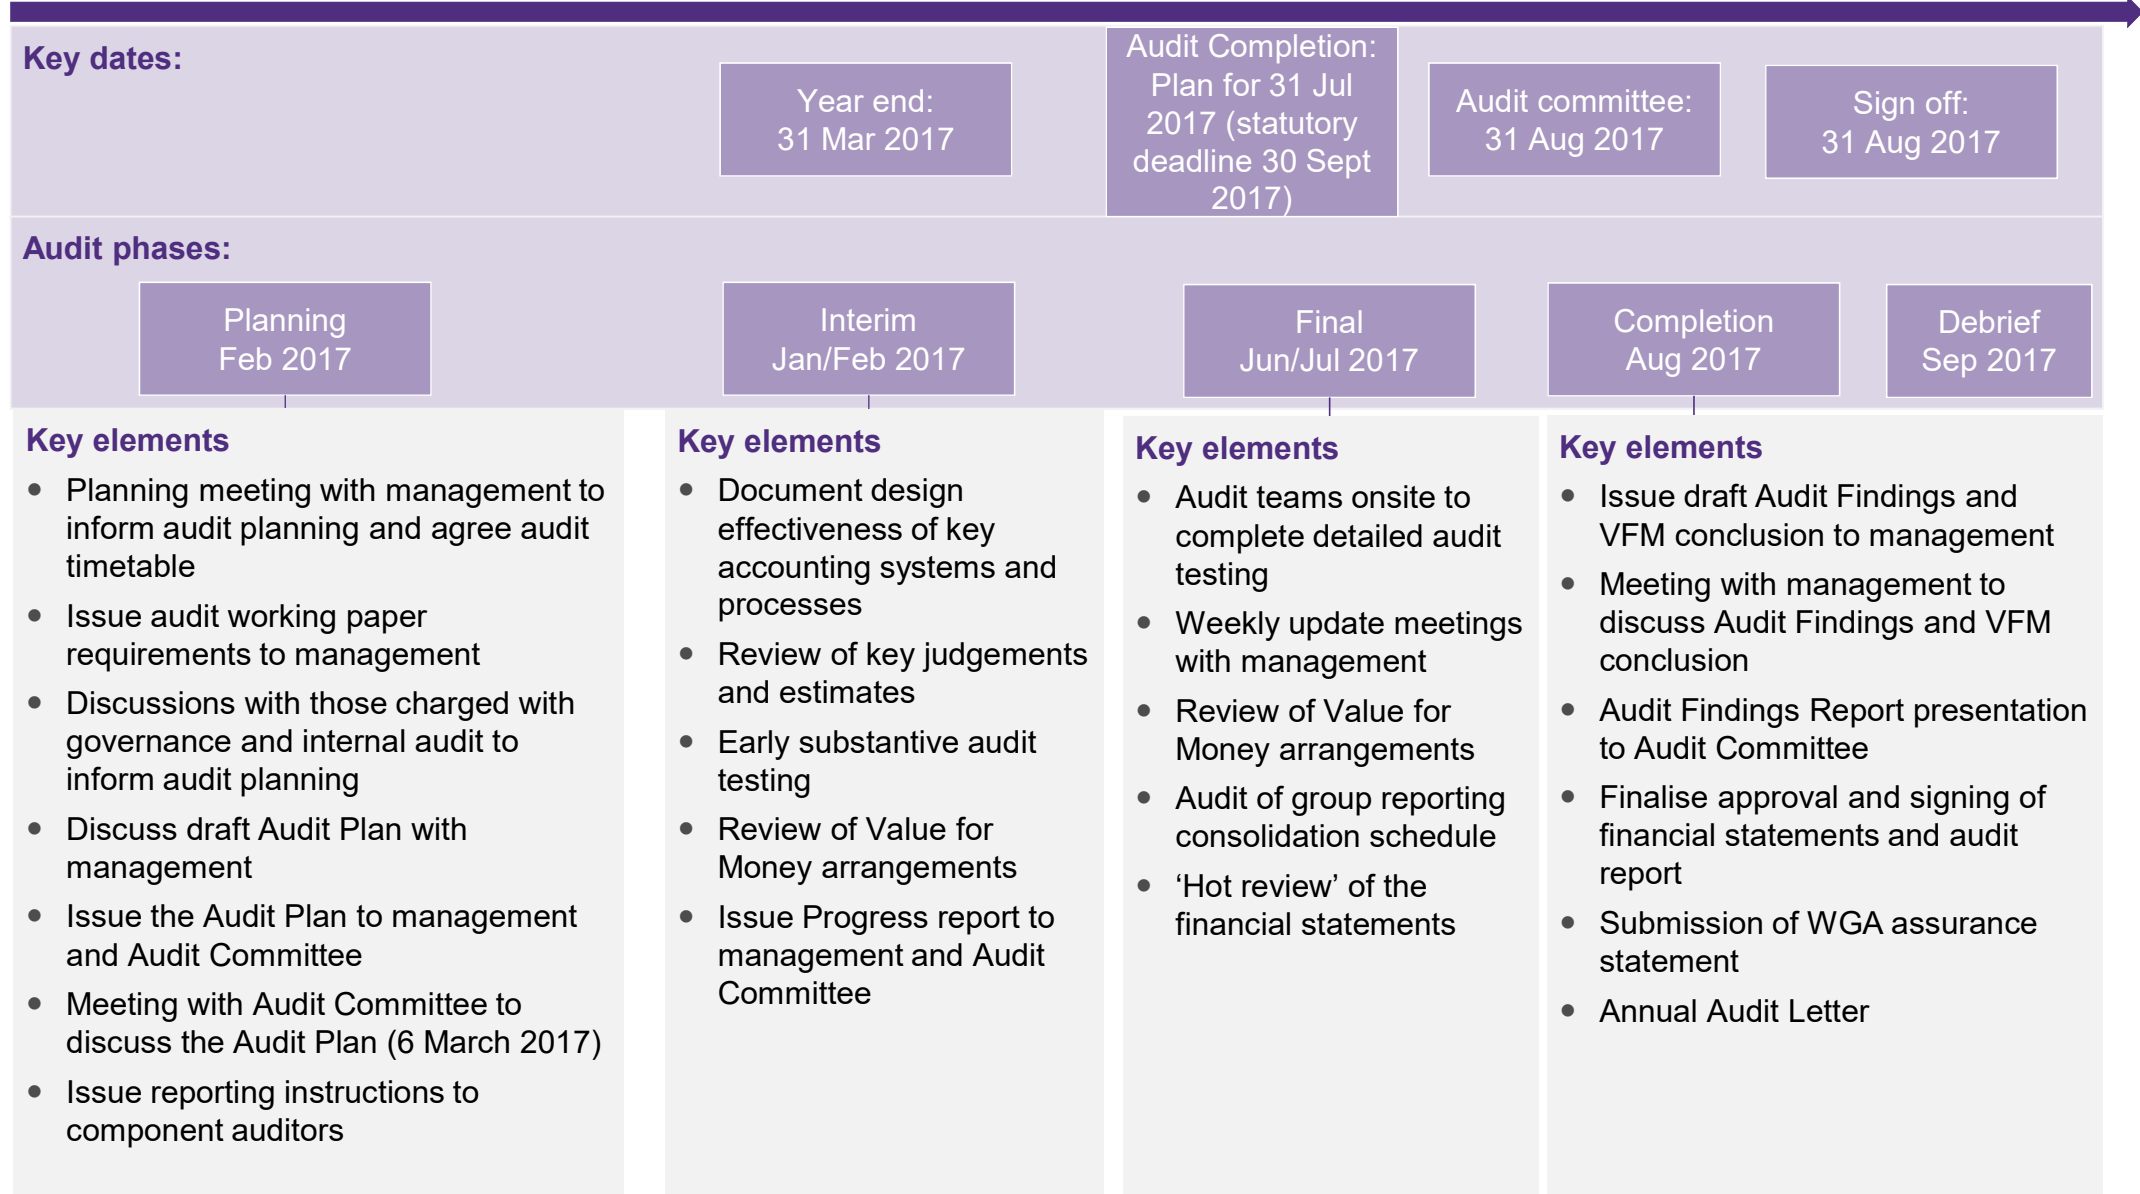 Key dates:
Year end:
31 Mar 2017
Audit Completion:
Plan for 31 Jul
2017 (statutory
deadline 30 Sept
2017)
Audit committee:
31 Aug 2017
Sign off:
31 Aug 2017
Audit phases:
Planning
Feb 2017
Interim
Jan/Feb 2017
Final
Jun/Jul 2017
Completion
Aug 2017
Debrief
Sep 2017
Key elements
• Planning meeting with management to
inform audit planning and agree audit
timetable
• Issue audit working paper
requirements to management
• Discussions with those charged with
governance and internal audit to
inform audit planning
• Discuss draft Audit Plan with
management
• Issue the Audit Plan to management
and Audit Committee
• Meeting with Audit Committee to
discuss the Audit Plan (6 March 2017)
• Issue reporting instructions to
component auditors
Key elements
• Document design
effectiveness of key
accounting systems and
processes
• Review of key judgements
and estimates
• Early substantive audit
testing
• Review of Value for
Money arrangements
• Issue Progress report to
management and Audit
Committee
Key elements
• Audit teams onsite to
complete detailed audit
testing
• Weekly update meetings
with management
• Review of Value for
Money arrangements
• Audit of group reporting
consolidation schedule
• ‘Hot review’ of the
financial statements
Key elements
• Issue draft Audit Findings and
VFM conclusion to management
• Meeting with management to
discuss Audit Findings and VFM
conclusion
• Audit Findings Report presentation
to Audit Committee
• Finalise approval and signing of
financial statements and audit
report
• Submission of WGA assurance
statement
• Annual Audit Letter